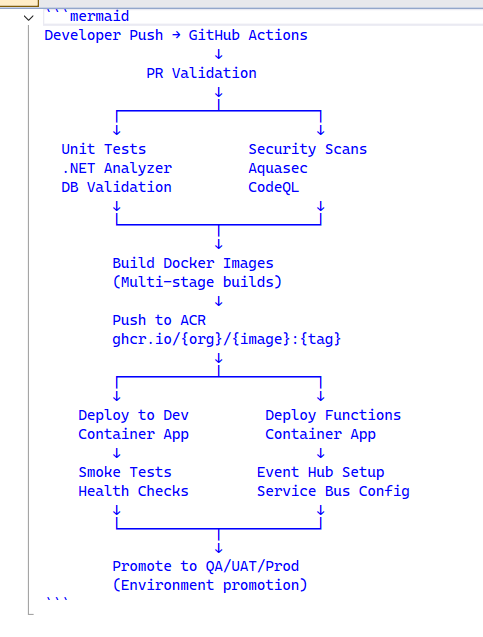 ```mermaid
Developer Push → GitHub Actions
↓
PR Validation
↓
┌───────────┴───────────┐
↓ ↓
Unit Tests Security Scans
.NET Analyzer Aquasec
DB Validation CodeQL
↓ ↓
└───────────┬───────────┘
↓
Build Docker Images
(Multi-stage builds)
↓
Push to ACR
ghcr.io/{org}/{image}:{tag}
↓
┌───────────┴───────────┐
↓ ↓
Deploy to Dev Deploy Functions
Container App Container App
↓ ↓
Smoke Tests Event Hub Setup
Health Checks Service Bus Config
↓ ↓
└───────────┬───────────┘
↓
Promote to QA/UAT/Prod
(Environment promotion)
```